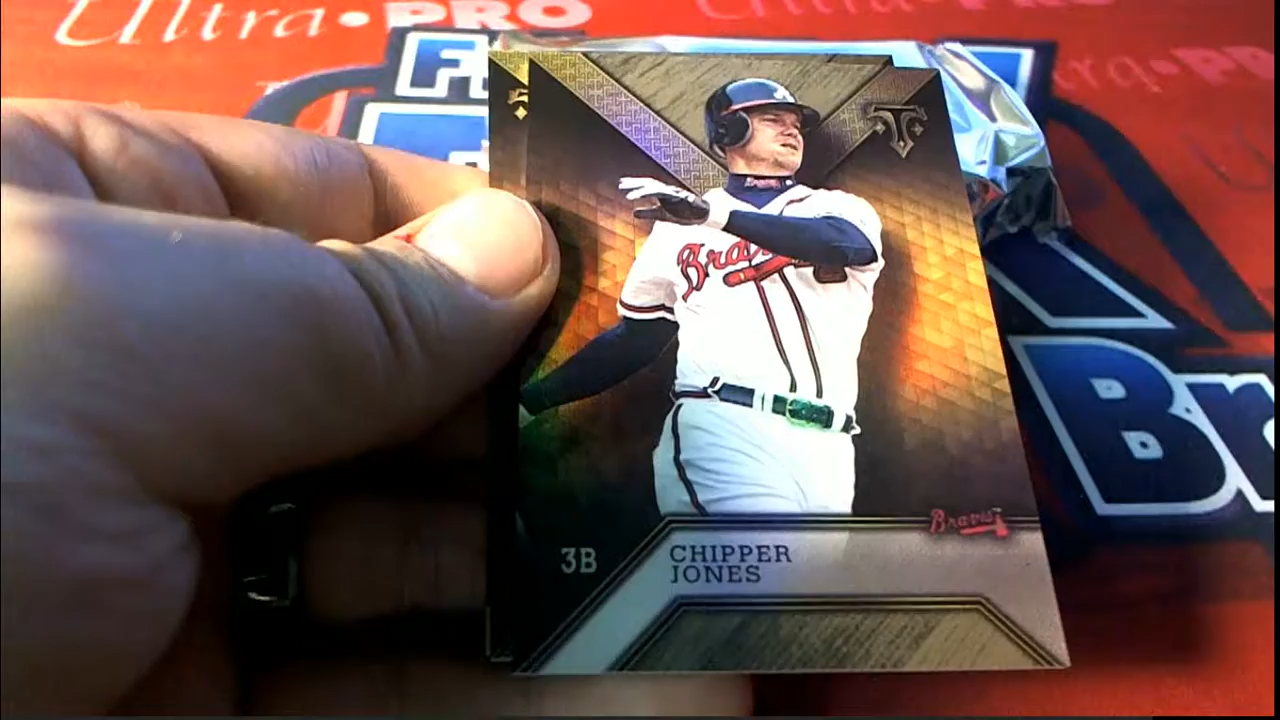 Ultra•PRO
Ultra•PRO
Braves
Braves
3B
CHIPPER
JONES